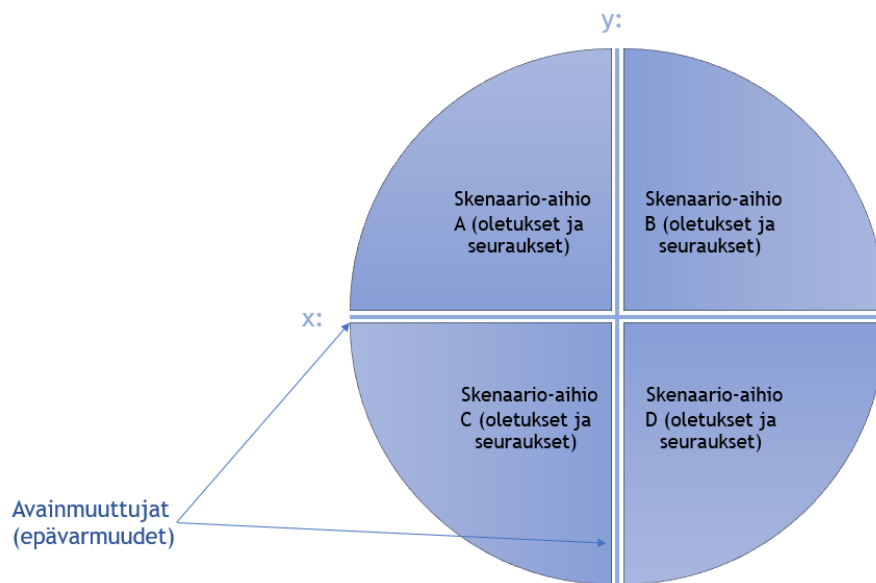 y:
Skenaario-aihio
A (oletukset ja
seuraukset)
Skenaario-aihio
B (oletukset ja
seuraukset)
x:
Skenaario-aihio
C (oletukset ja
seuraukset)
Skenaario-aihio
D (oletukset ja
seuraukset)
Avainmuuttujat
(epävarmuudet)